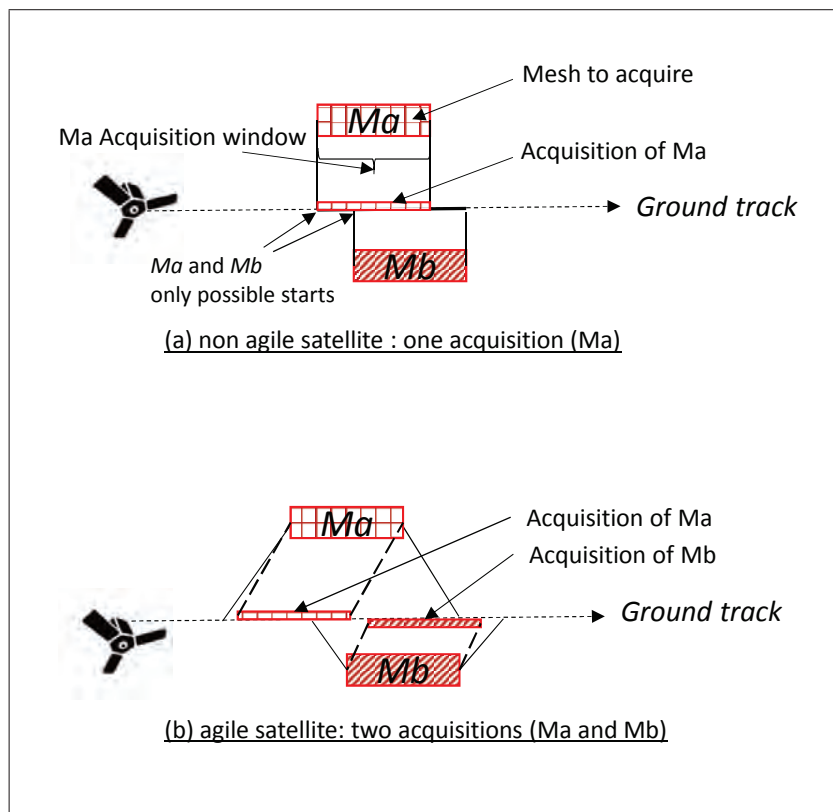 Mesh to acquire
Ma
Ma Acquisition window
Acquisition of Ma
Ground track
Ma and Mb
only possible starts
Mb
(a) non agile satellite : one acquisition (Ma)
Ma
Acquisition of Ma
Acquisition of Mb
Ground track
Mb
(b) agile satellite: two acquisitions (Ma and Mb)